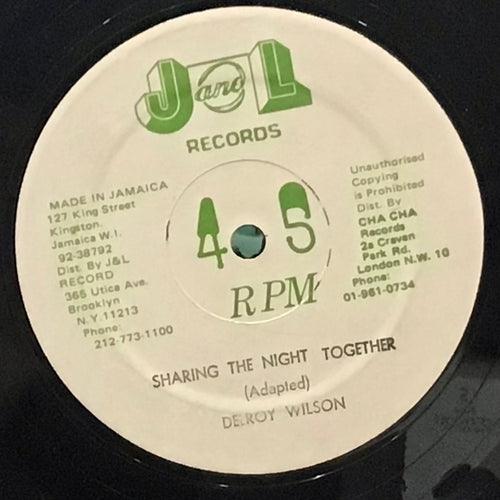 J and L
RECORDS
MADE IN JAMAICA
127 King Street
Kingston.
Jamaica W.I.
92-38792
Dist. By J&L
RECORD
365 Utica Ave.
Brooklyn
N.Y.11213
Phone:
212-773-1100
Unauthorised
Copying
is Prohibited
Dist. By
CHA CHA
Records
2a Craven
Park Rd.
London N.W. 10
Phone:
01-961-0734
45
RPM
SHARING THE NIGHT TOGETHER
(Adapted)
DELROY WILSON